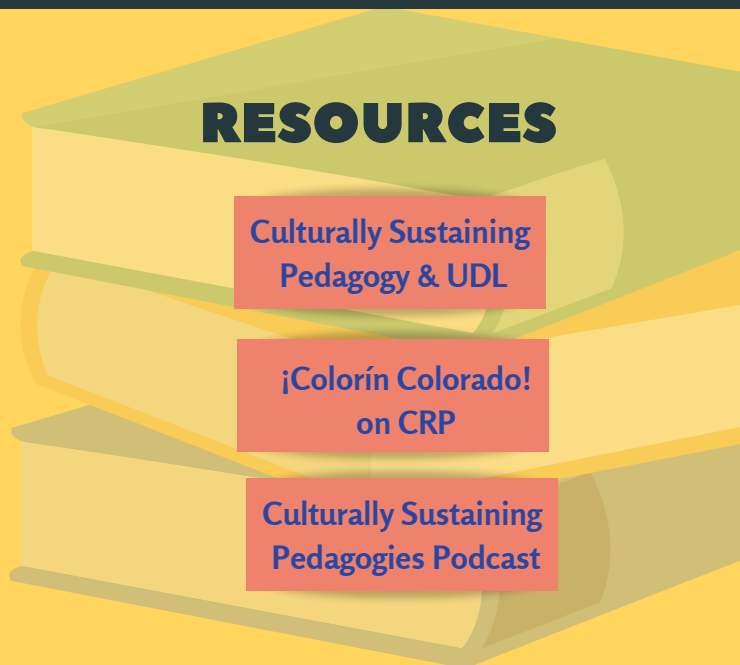 RESOURCES
Culturally Sustaining
Pedagogy & UDL
¡Colorín Colorado!
on CRP
Culturally Sustaining
Pedagogies Podcast